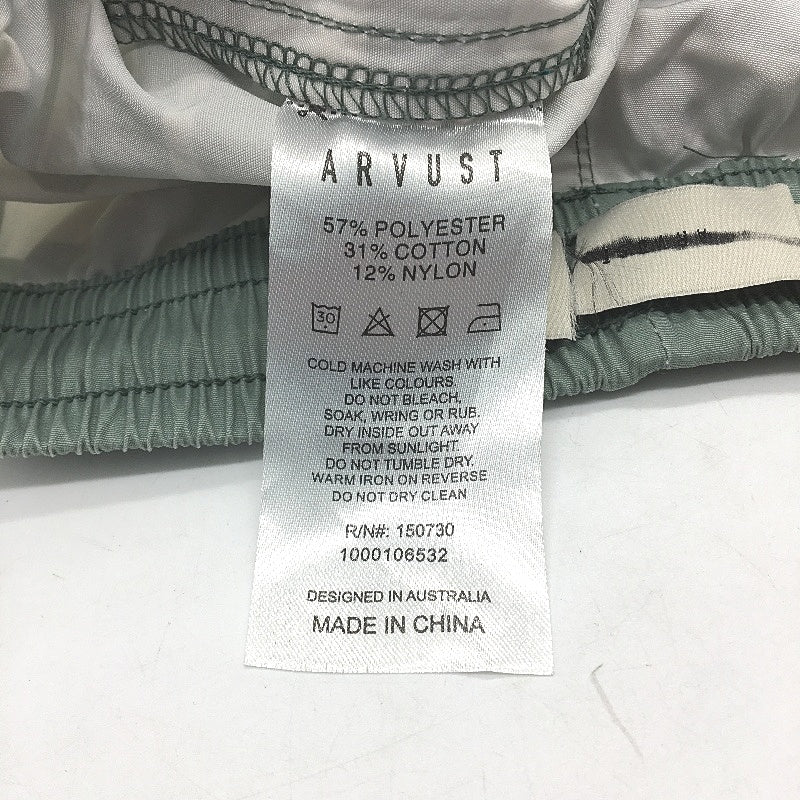 ARVUST
57% POLYESTER
31% COTTON
12% NYLON
30
COLD MACHINE WASH WITH
LIKE COLOURS.
DO NOT BLEACH,
SOAK, WRING OR RUB.
DRY INSIDE OUT AWAY
FROM SUNLIGHT.
DO NOT TUMBLE DRY.
WARM IRON ON REVERSE
DO NOT DRY CLEAN
R/N#: 150730
1000106532
DESIGNED IN AUSTRALIA
MADE IN CHINA